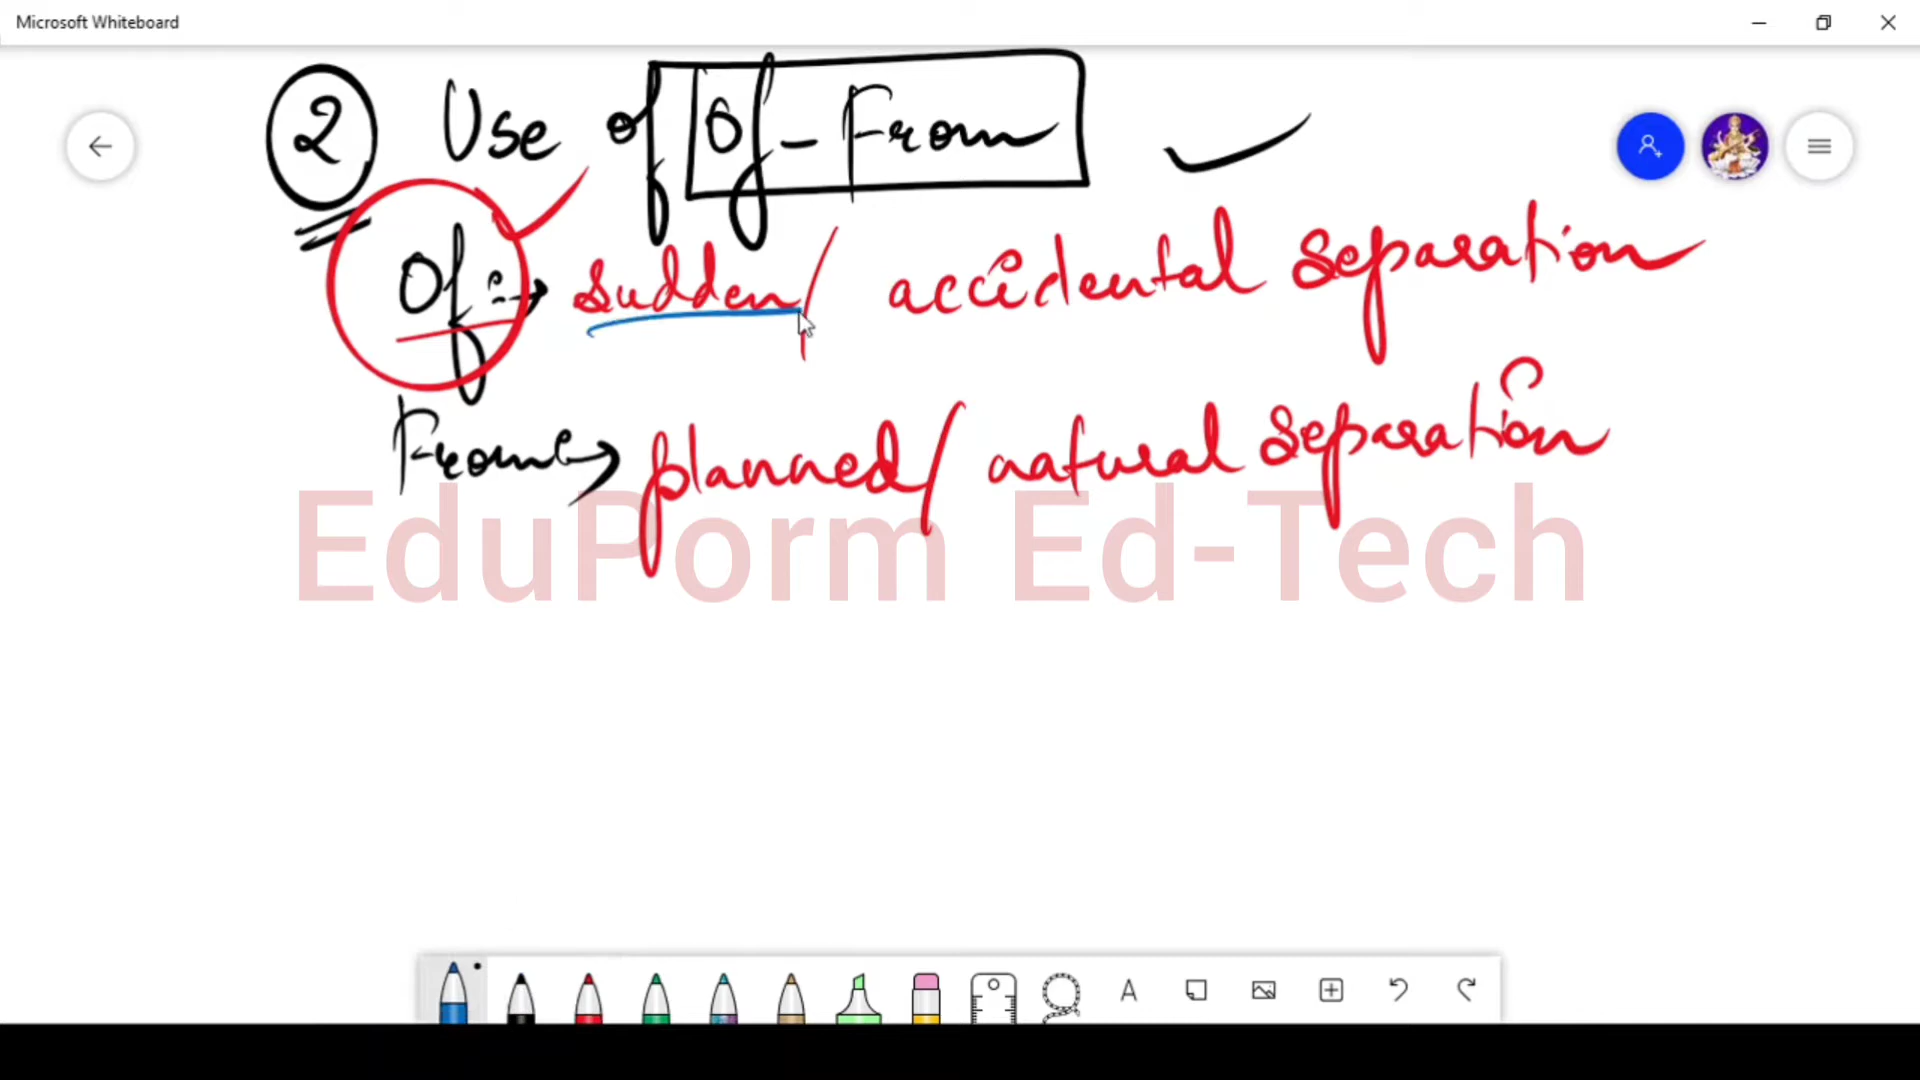 Microsoft Whiteboard
2 Use of Of - From
Of :→ sudden / accidental separation
From :→ planned / natural separation
EduPorm Ed-Tech
A